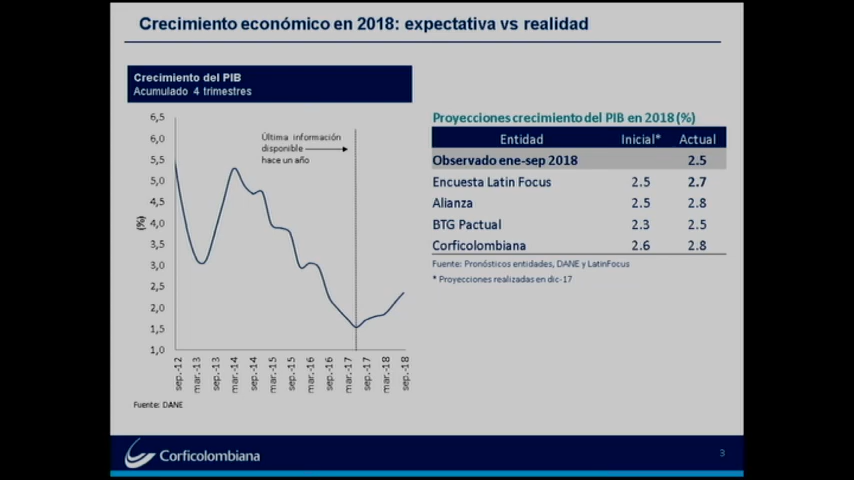 Crecimiento económico en 2018: expectativa vs realidad
Crecimiento del PIB
Acumulado 4 trimestres
6,5
6,0
5,5
5,0
4,5
4,0
3,5
3,0
2,5
2,0
1,5
1,0
(%)
Última información
disponible
hace un año
sep.-12
mar.-13
sep.-13
mar.-14
sep.-14
mar.-15
sep.-15
mar.-16
sep.-16
mar.-17
sep.-17
mar.-18
sep.-18
Fuente: DANE
Proyecciones crecimiento del PIB en 2018 (%)
Entidad Inicial* Actual
Observado ene-sep 2018 2.5
Encuesta Latin Focus 2.5 2.7
Alianza 2.5 2.8
BTG Pactual 2.3 2.5
Corficolombiana 2.6 2.8
Fuente: Pronósticos entidades, DANE y LatinFocus
* Proyecciones realizadas en dic-17
Corficolombiana
3